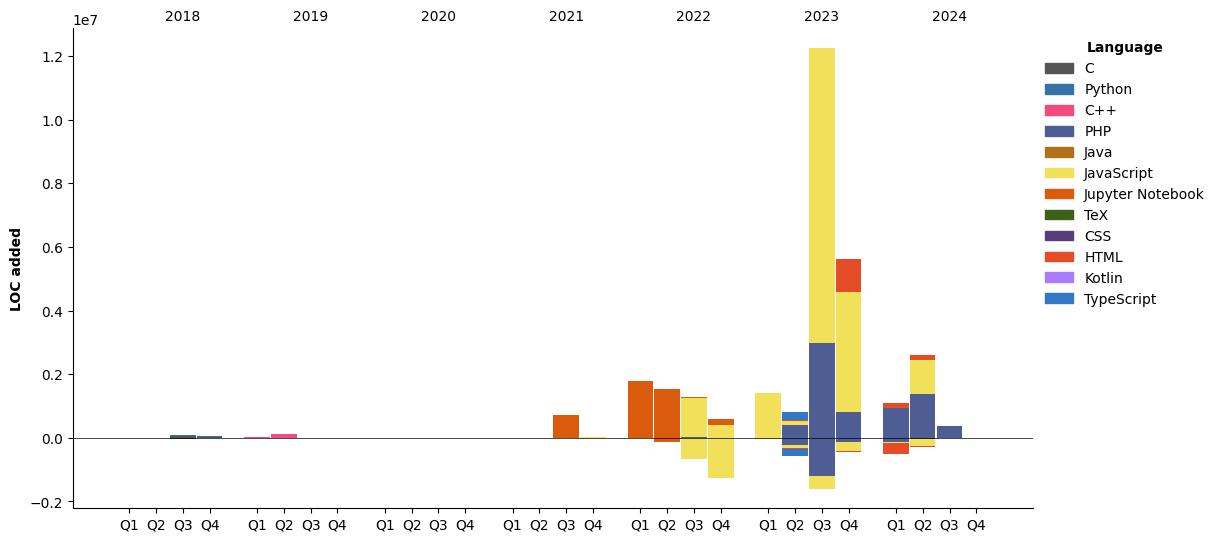 1e7
2018 2019 2020 2021 2022 2023 2024
LOC added
1.2
1.0
0.8
0.6
0.4
0.2
0.0
−0.2
Q1 Q2 Q3 Q4 Q1 Q2 Q3 Q4 Q1 Q2 Q3 Q4 Q1 Q2 Q3 Q4 Q1 Q2 Q3 Q4 Q1 Q2 Q3 Q4 Q1 Q2 Q3 Q4
Language
C
Python
C++
PHP
Java
JavaScript
Jupyter Notebook
TeX
CSS
HTML
Kotlin
TypeScript